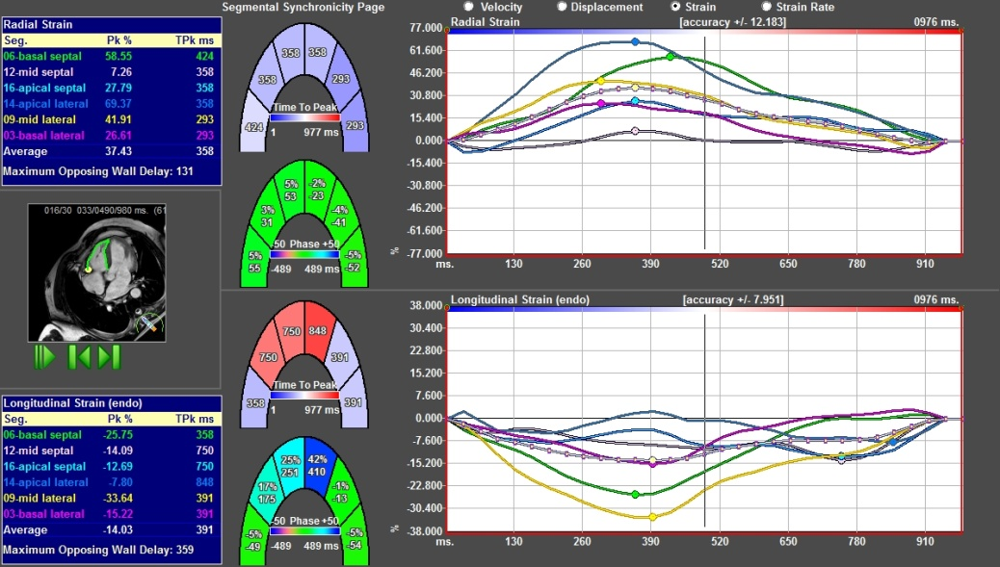 Segmental Synchronicity Page
Velocity Displacement Strain Strain Rate
Radial Strain
Seg. Pk % TPk ms
06-basal septal 58.55 424
12-mid septal 7.26 358
16-apical septal 27.79 358
14-apical lateral 69.37 358
09-mid lateral 41.91 293
03-basal lateral 26.61 293
Average 37.43 358
Maximum Opposing Wall Delay: 131
358 358
358 293
424 293
Time To Peak
1 977 ms.
5% -2%
53 -23
3% -4%
31 -41
5% -5%
55 -52
-50 Phase +50
-489 489 ms.
Radial Strain [accuracy +/- 12.183] 0976 ms.
77.000
61.600
46.200
30.800
15.400
0.000
-15.400
-30.800
-46.200
-61.600
-77.000
%
ms. 130 260 390 520 650 780 910
016/30 033/0490/980 ms. (61
Longitudinal Strain (endo)
Seg. Pk % TPk ms
06-basal septal -25.75 358
12-mid septal -14.09 750
16-apical septal -12.69 750
14-apical lateral -7.80 848
09-mid lateral -33.64 391
03-basal lateral -15.22 391
Average -14.03 391
Maximum Opposing Wall Delay: 359
750 848
750 391
358 391
Time To Peak
1 977 ms.
25% 42%
251 410
17% -1%
175 -13
-5% -5%
-49 -54
-50 Phase +50
-489 489 ms.
Longitudinal Strain (endo) [accuracy +/- 7.951] 0976 ms.
38.000
30.400
22.800
15.200
7.600
0.000
-7.600
-15.200
-22.800
-30.400
-38.000
%
ms. 130 260 390 520 650 780 910